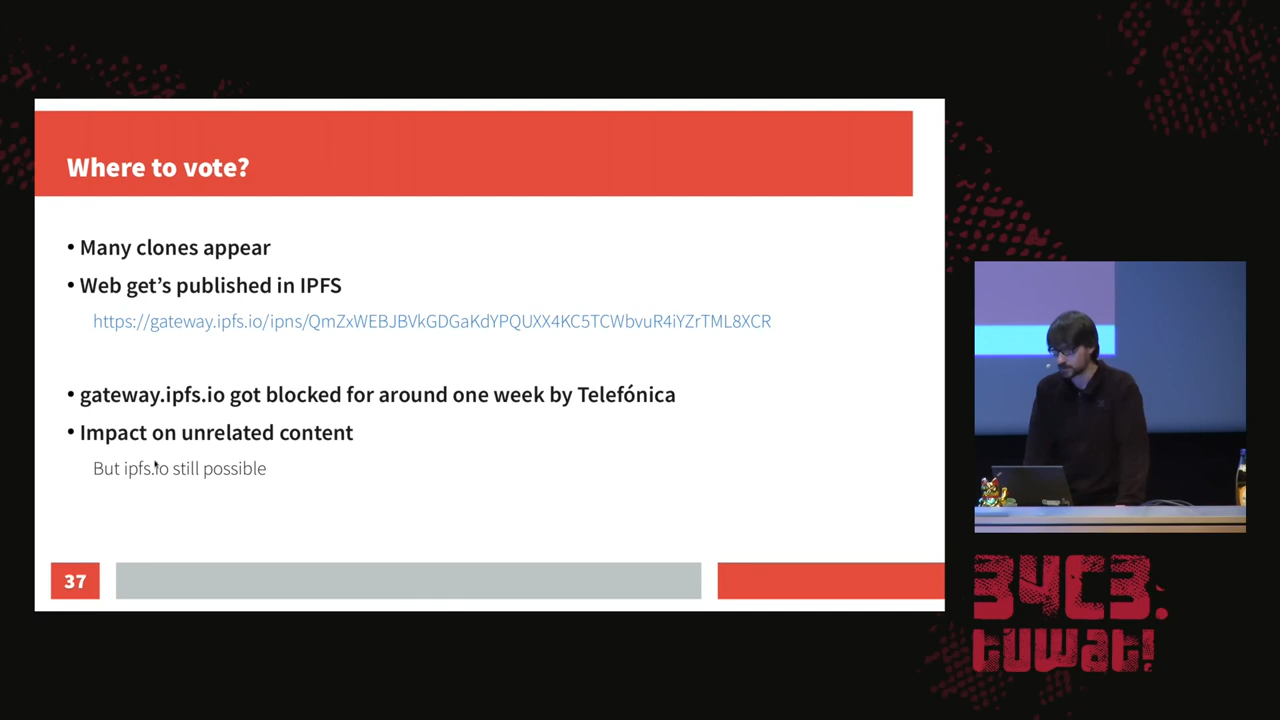 Where to vote?
• Many clones appear
• Web get’s published in IPFS
https://gateway.ipfs.io/ipns/QmZxWEBJBVkGDGaKdYPQUXX4KC5TCWbvuR4iYZrTML8XCR
• gateway.ipfs.io got blocked for around one week by Telefónica
• Impact on unrelated content
But ipfs.io still possible
37
34C3.
tuwat!